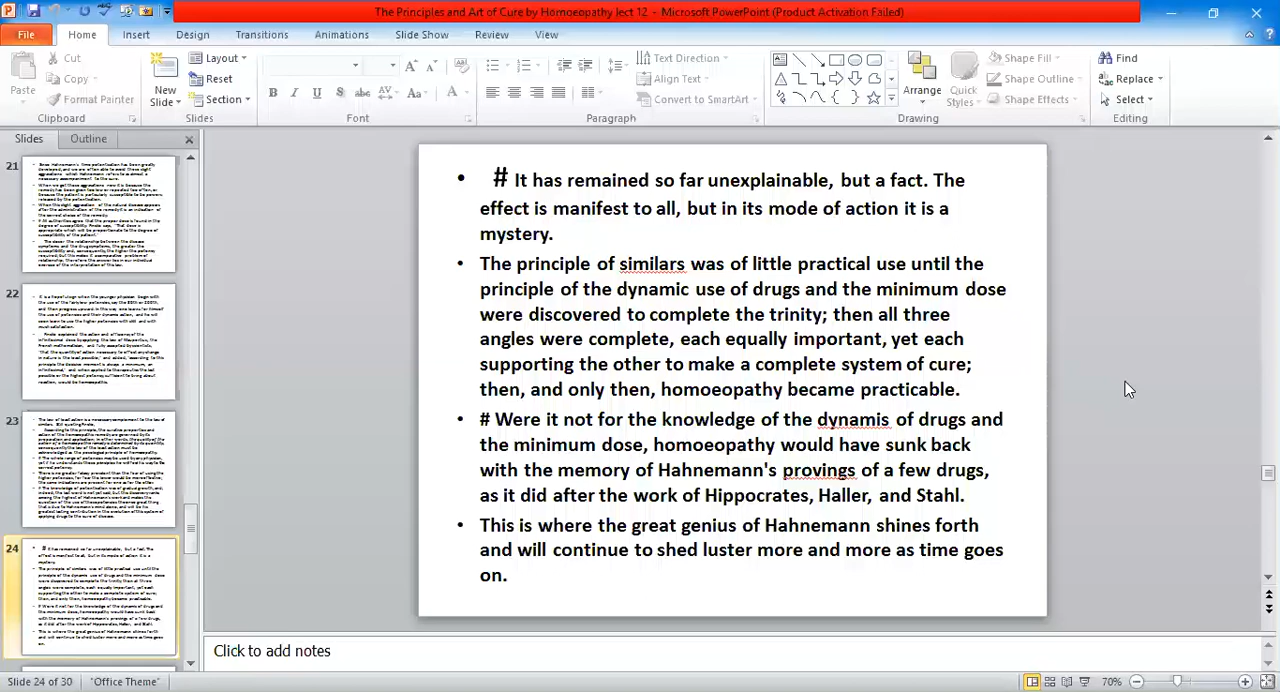 The Principles and Art of Cure by Homoeopathy lect 12 - Microsoft PowerPoint (Product Activation Failed)
File Home Insert Design Transitions Animations Slide Show Review View
Cut Layout Text Direction Shape Fill Find
Copy Reset Align Text Shape Outline Replace
Paste Format Painter New Slide Section Convert to SmartArt Arrange Quick Styles Shape Effects Select
Clipboard Slides Font Paragraph Drawing Editing
Slides Outline
21
22
23
24
• # It has remained so far unexplainable, but a fact. The
effect is manifest to all, but in its mode of action it is a
mystery.
• The principle of similars was of little practical use until the
principle of the dynamic use of drugs and the minimum dose
were discovered to complete the trinity; then all three
angles were complete, each equally important, yet each
supporting the other to make a complete system of cure;
then, and only then, homoeopathy became practicable.
• # Were it not for the knowledge of the dynamis of drugs and
the minimum dose, homoeopathy would have sunk back
with the memory of Hahnemann's provings of a few drugs,
as it did after the work of Hippocrates, Haller, and Stahl.
• This is where the great genius of Hahnemann shines forth
and will continue to shed luster more and more as time goes
on.
Click to add notes
Slide 24 of 30 "Office Theme" 70%